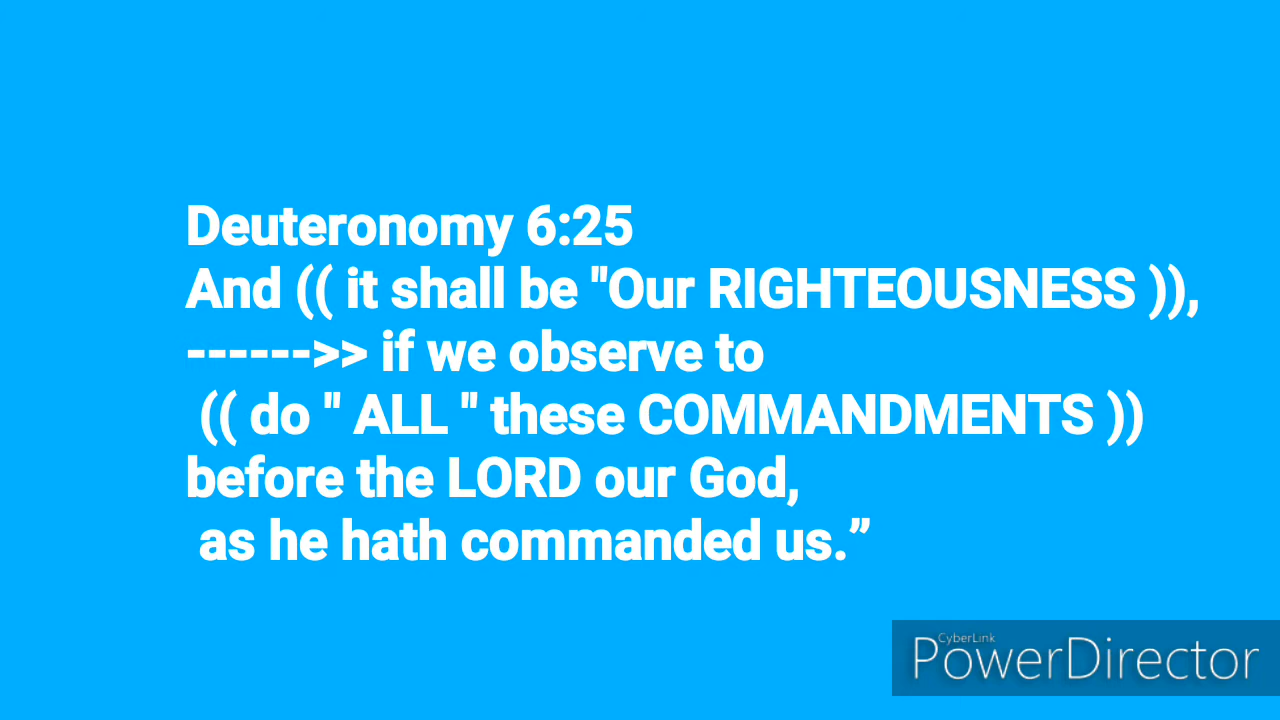 Deuteronomy 6:25
And (( it shall be "Our RIGHTEOUSNESS )),
------>> if we observe to
(( do " ALL " these COMMANDMENTS ))
before the LORD our God,
as he hath commanded us.”
CyberLink
PowerDirector